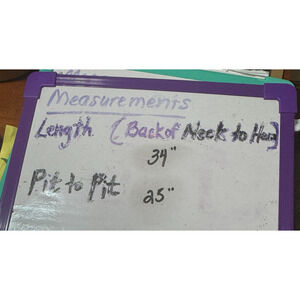 Measurements
Length (Back of Neck to Hem)
34"
Pit to Pit
25"